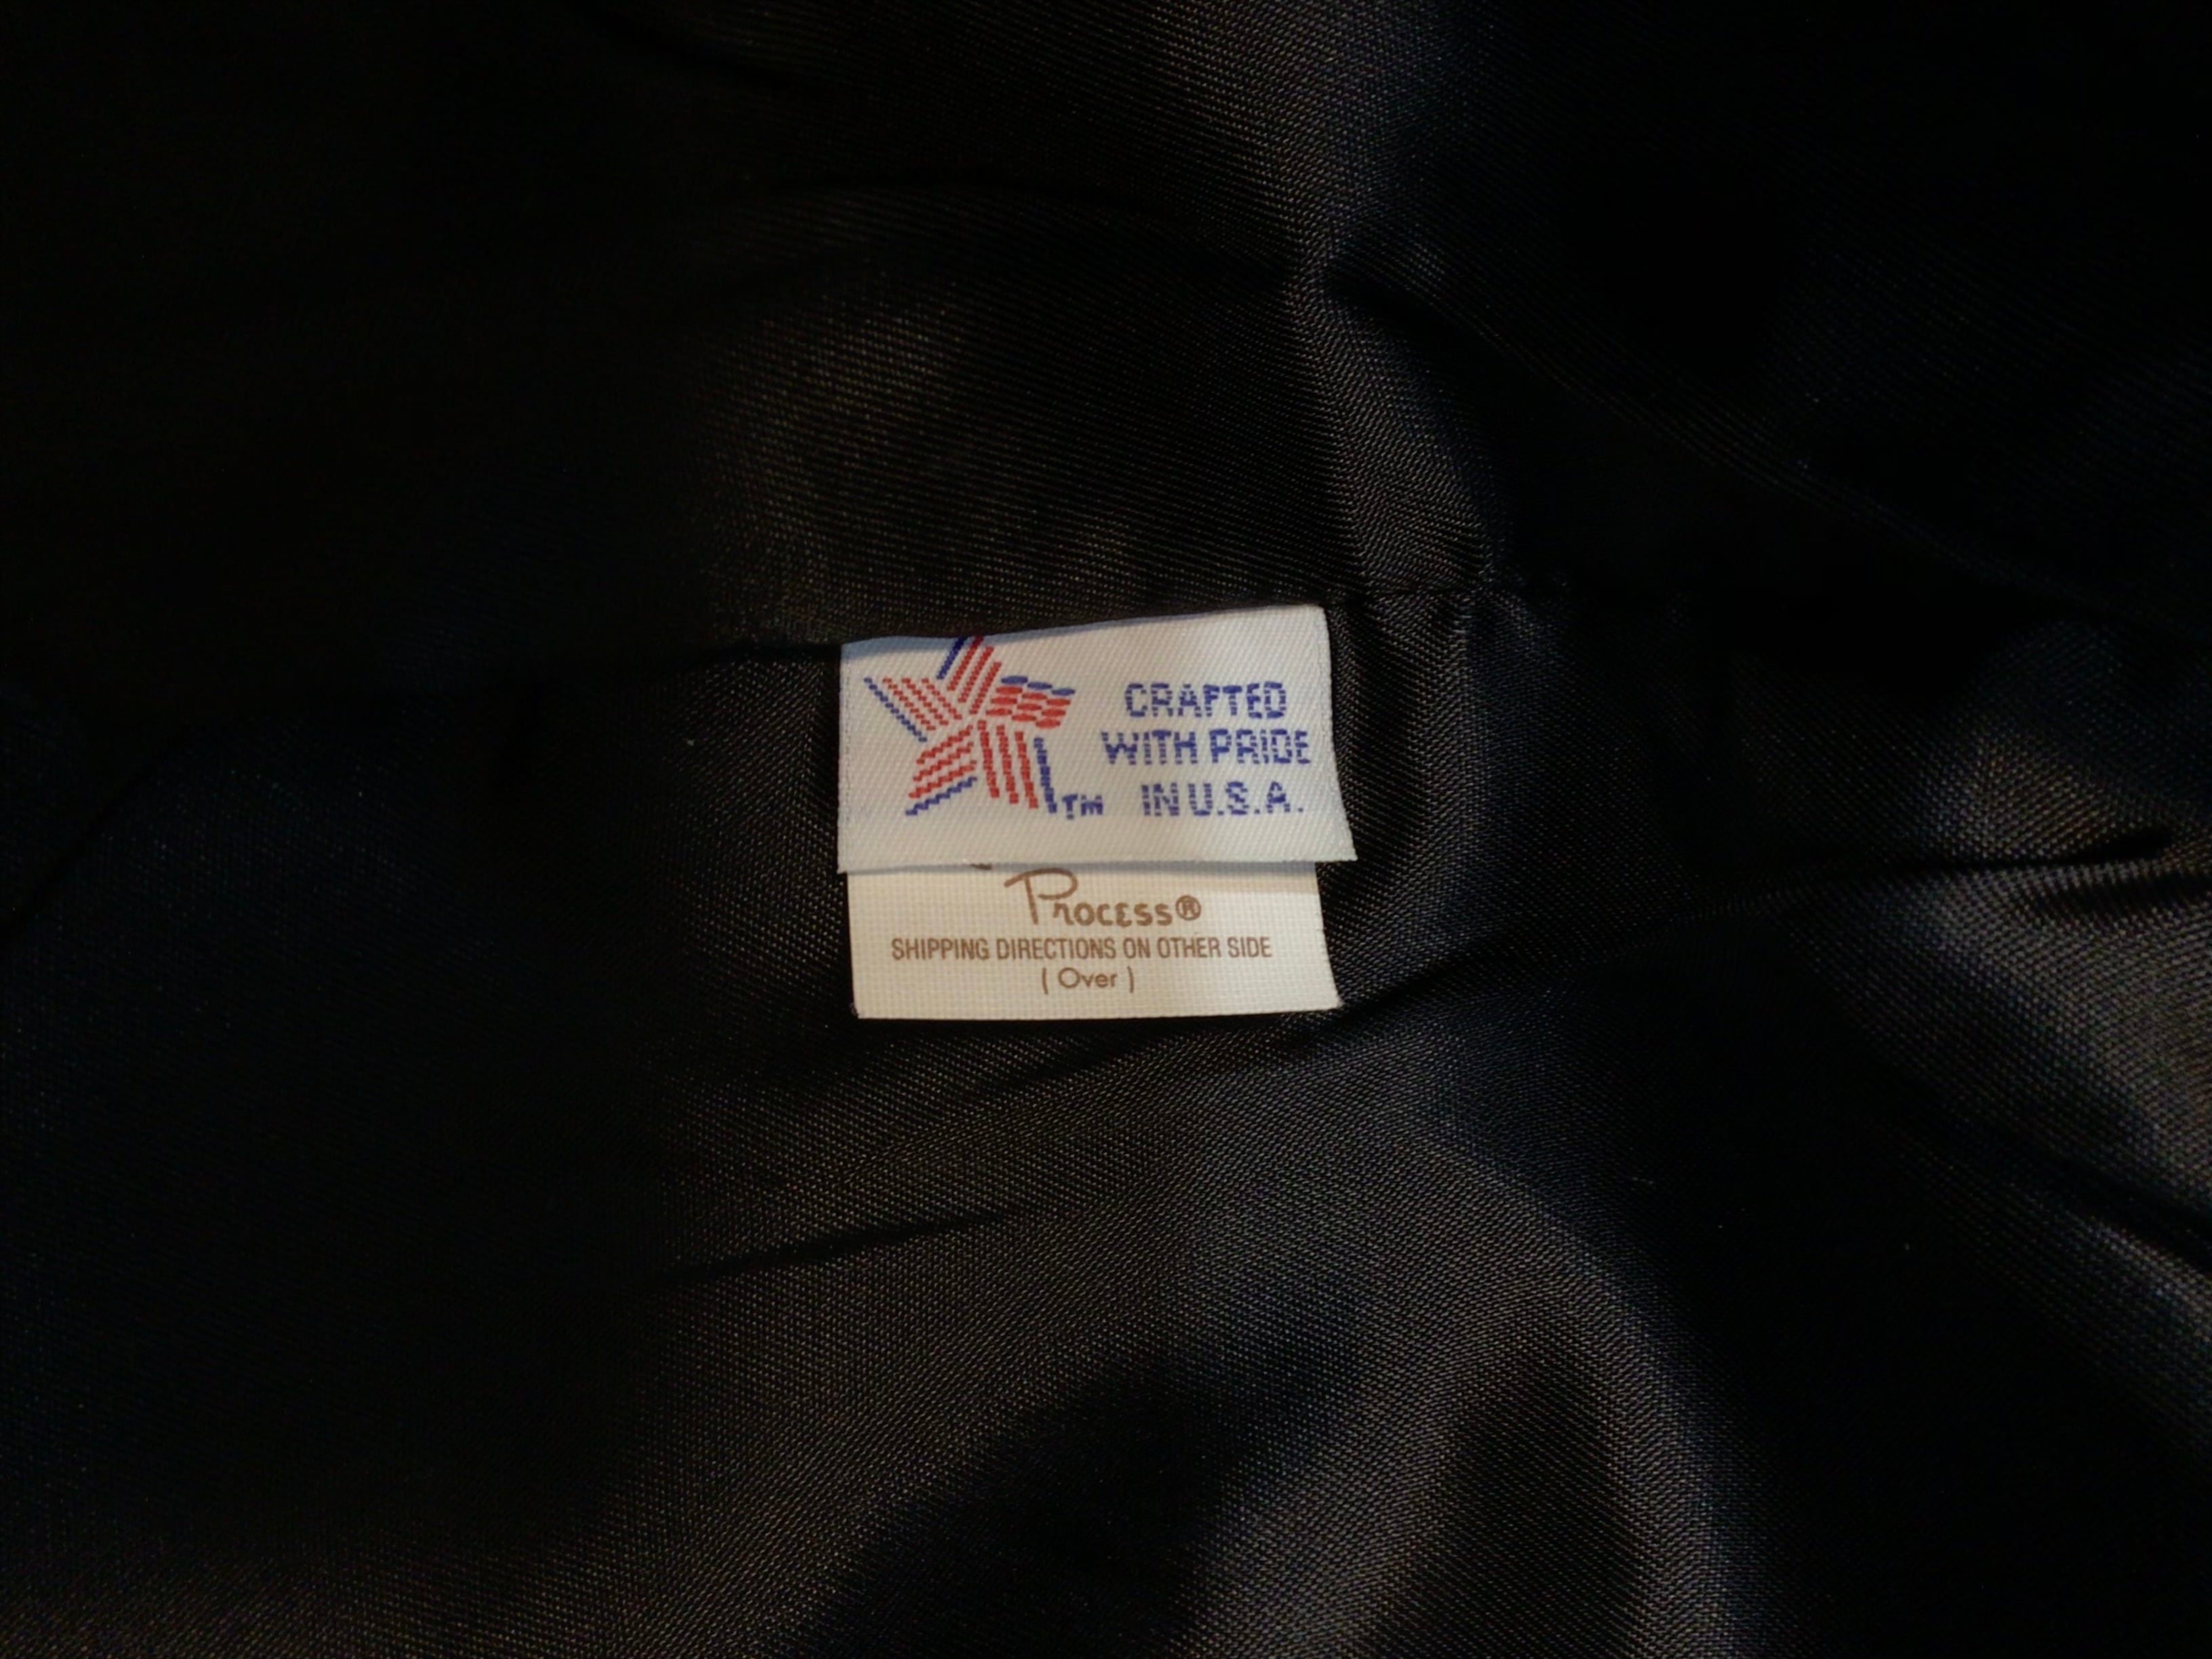 CRAFTED
WITH PRIDE
IN U.S.A.
TM
Process®
SHIPPING DIRECTIONS ON OTHER SIDE
( Over )